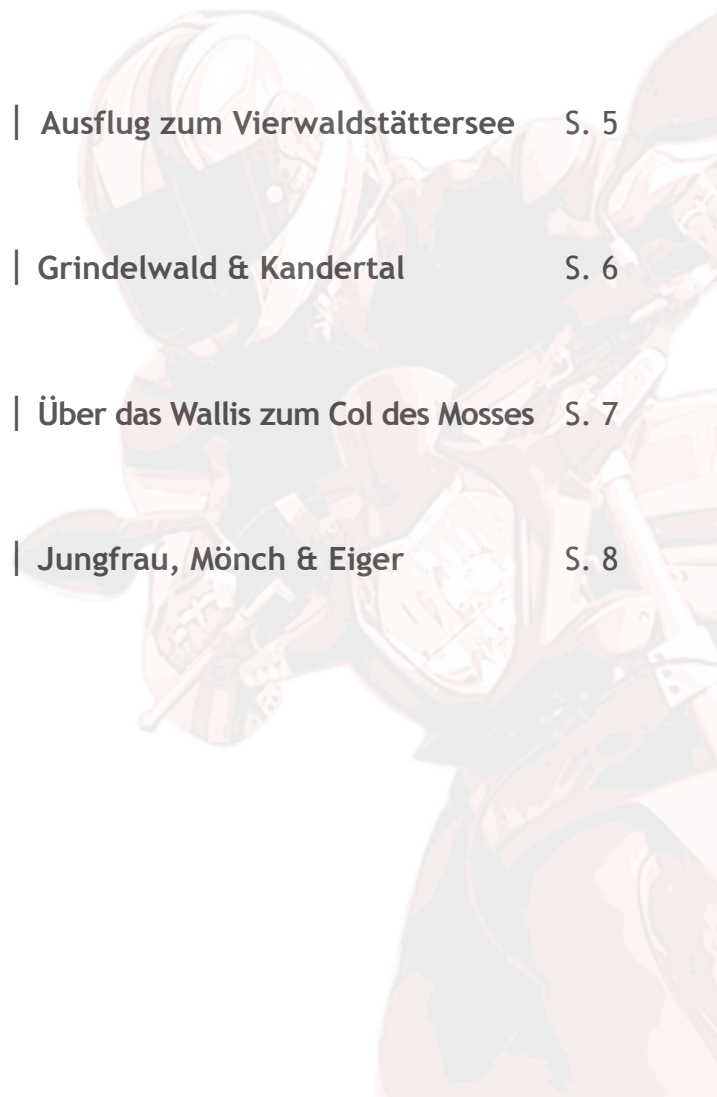 | Ausflug zum Vierwaldstättersee S. 5
| Grindelwald & Kandertal S. 6
| Über das Wallis zum Col des Mosses S. 7
| Jungfrau, Mönch & Eiger S. 8